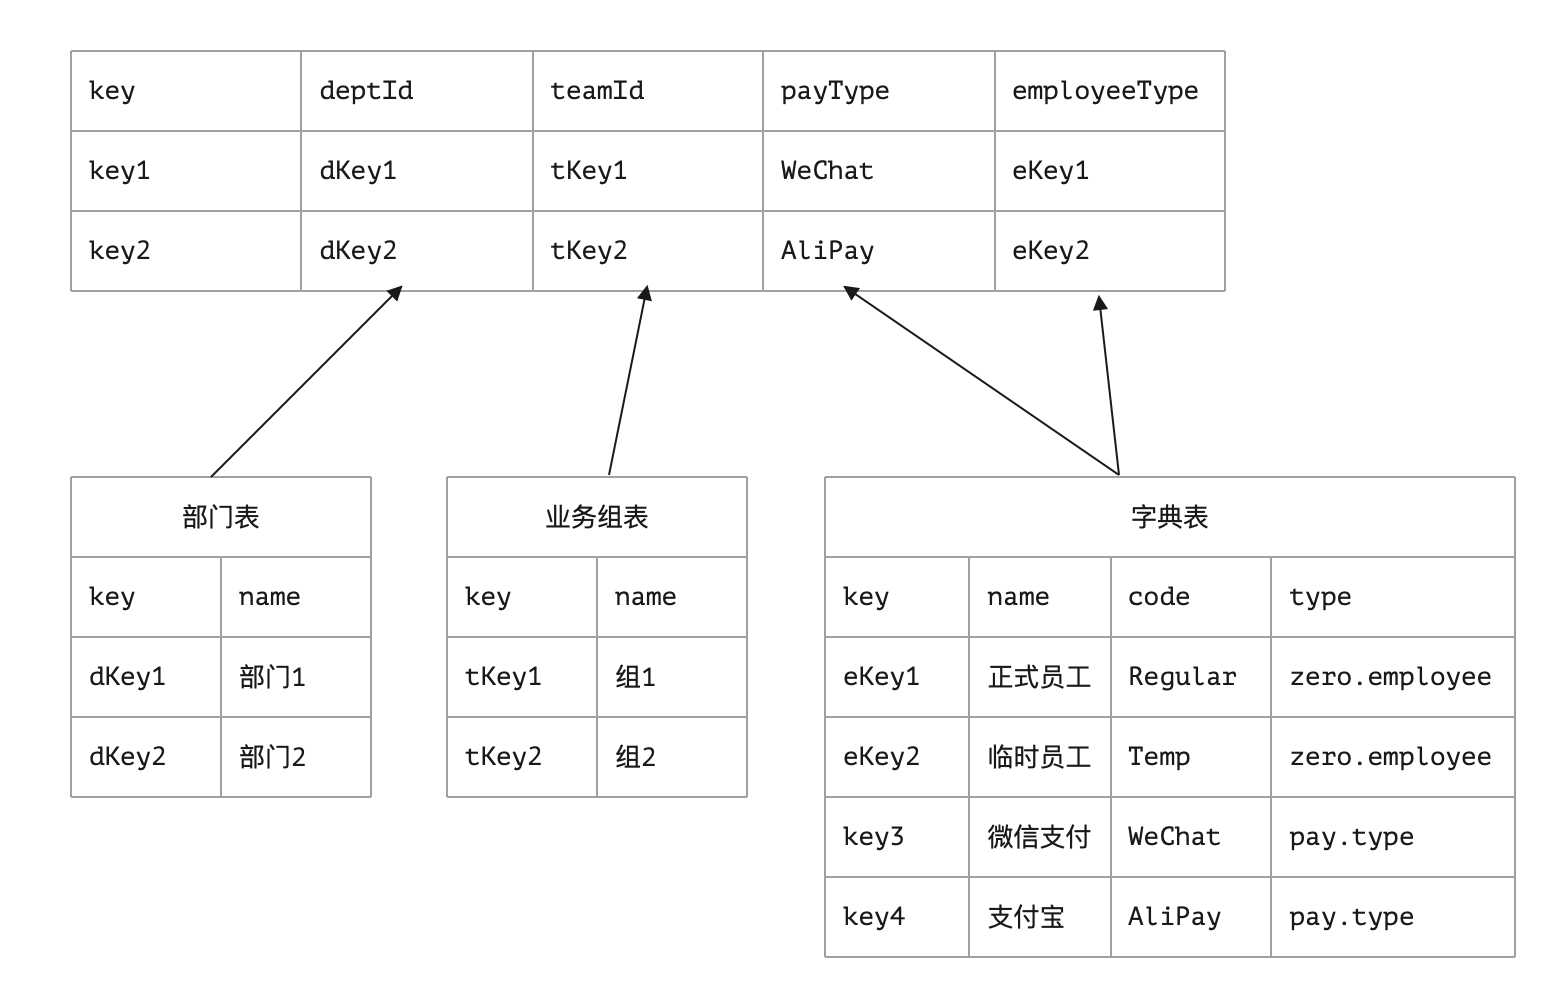 key deptId teamId payType employeeType
key1 dKey1 tKey1 WeChat eKey1
key2 dKey2 tKey2 AliPay eKey2
部门表
key name
dKey1 部门1
dKey2 部门2
业务组表
key name
tKey1 组1
tKey2 组2
字典表
key name code type
eKey1 正式员工 Regular zero.employee
eKey2 临时员工 Temp zero.employee
key3 微信支付 WeChat pay.type
key4 支付宝 AliPay pay.type